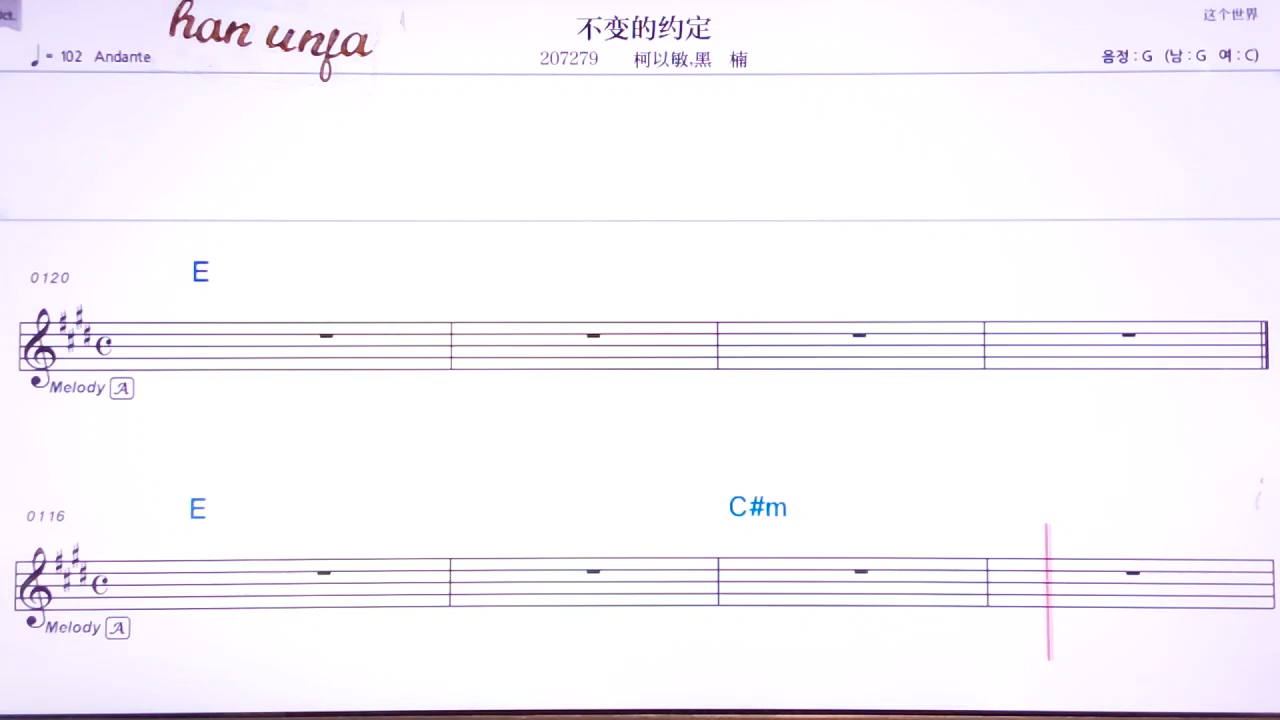 han unfa
不变的约定
这个世界
♩= 102 Andante
207279 柯以敏,黑 楠
음정 : G (남 : G 여 : C)
0120 E
Melody A
0116 E C#m
Melody A